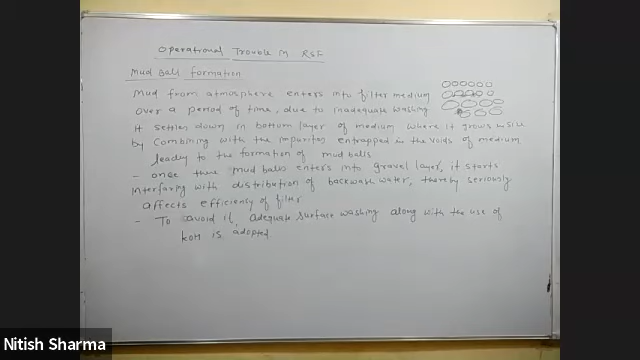 Operational Trouble in RSF
Mud Ball formation
Mud from atmosphere enters into filter medium
over a period of time, due to inadequate washing
It settles down in bottom layer of medium where it grows in size
by combining with the impurities entrapped in the voids of medium
leading to the formation of mud balls
- once these mud balls enters into gravel layer, it starts
interfaring with distribution of backwash water, thereby seriously
affects efficiency of filter
- To avoid it, adequate surface washing along with the use of
KOH is adopted
Nitish Sharma